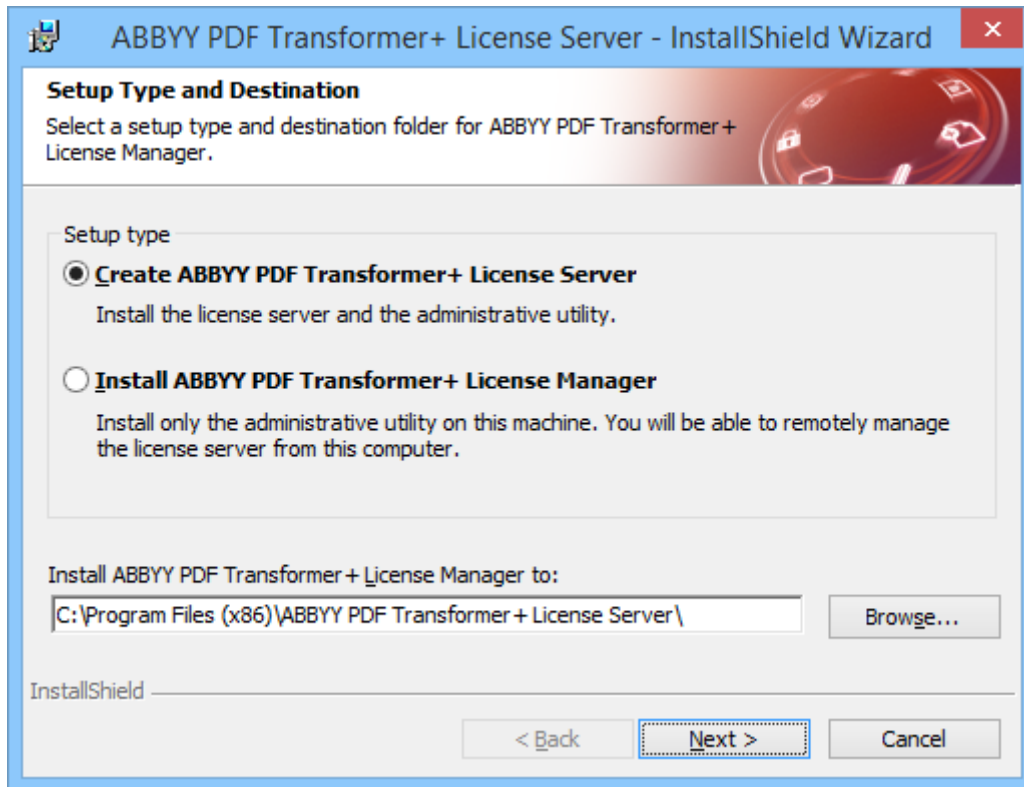 ABBYY PDF Transformer+ License Server - InstallShield Wizard
Setup Type and Destination
Select a setup type and destination folder for ABBYY PDF Transformer+
License Manager.
Setup type
Create ABBYY PDF Transformer+ License Server
Install the license server and the administrative utility.
Install ABBYY PDF Transformer+ License Manager
Install only the administrative utility on this machine. You will be able to remotely manage
the license server from this computer.
Install ABBYY PDF Transformer+ License Manager to:
C:\Program Files (x86)\ABBYY PDF Transformer+ License Server\
Browse...
InstallShield
< Back
Next >
Cancel